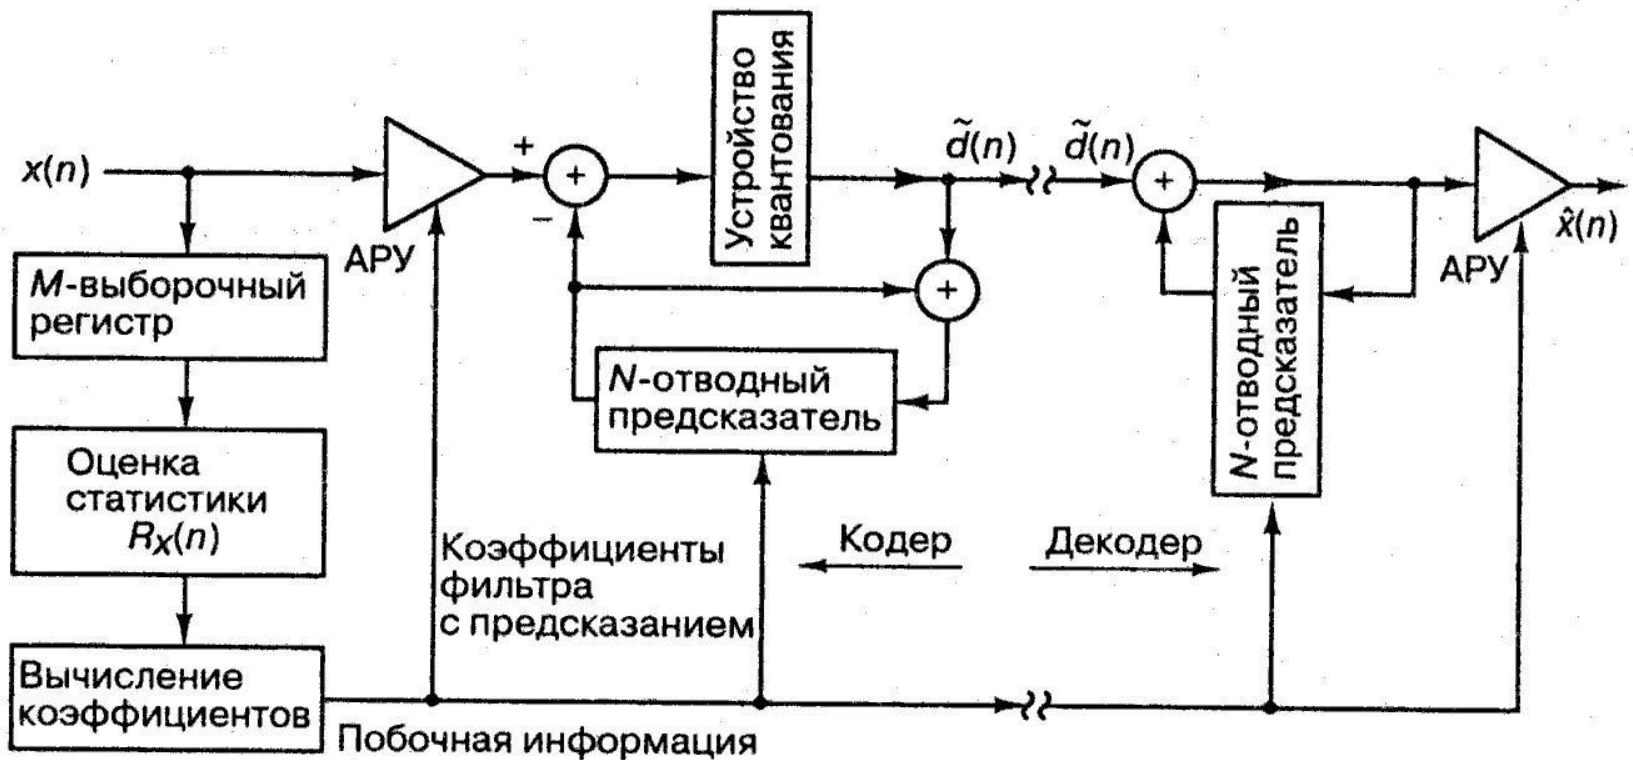 Устройство
квантования
x(n)
+
+
−
d̃(n)
d̃(n)
+
x̂(n)
АРУ
АРУ
M-выборочный
регистр
+
N-отводный
предсказатель
N-отводный
предсказатель
Оценка
статистики
Rx(n)
Коэффициенты
фильтра
с предсказанием
Кодер
Декодер
Вычисление
коэффициентов
Побочная информация